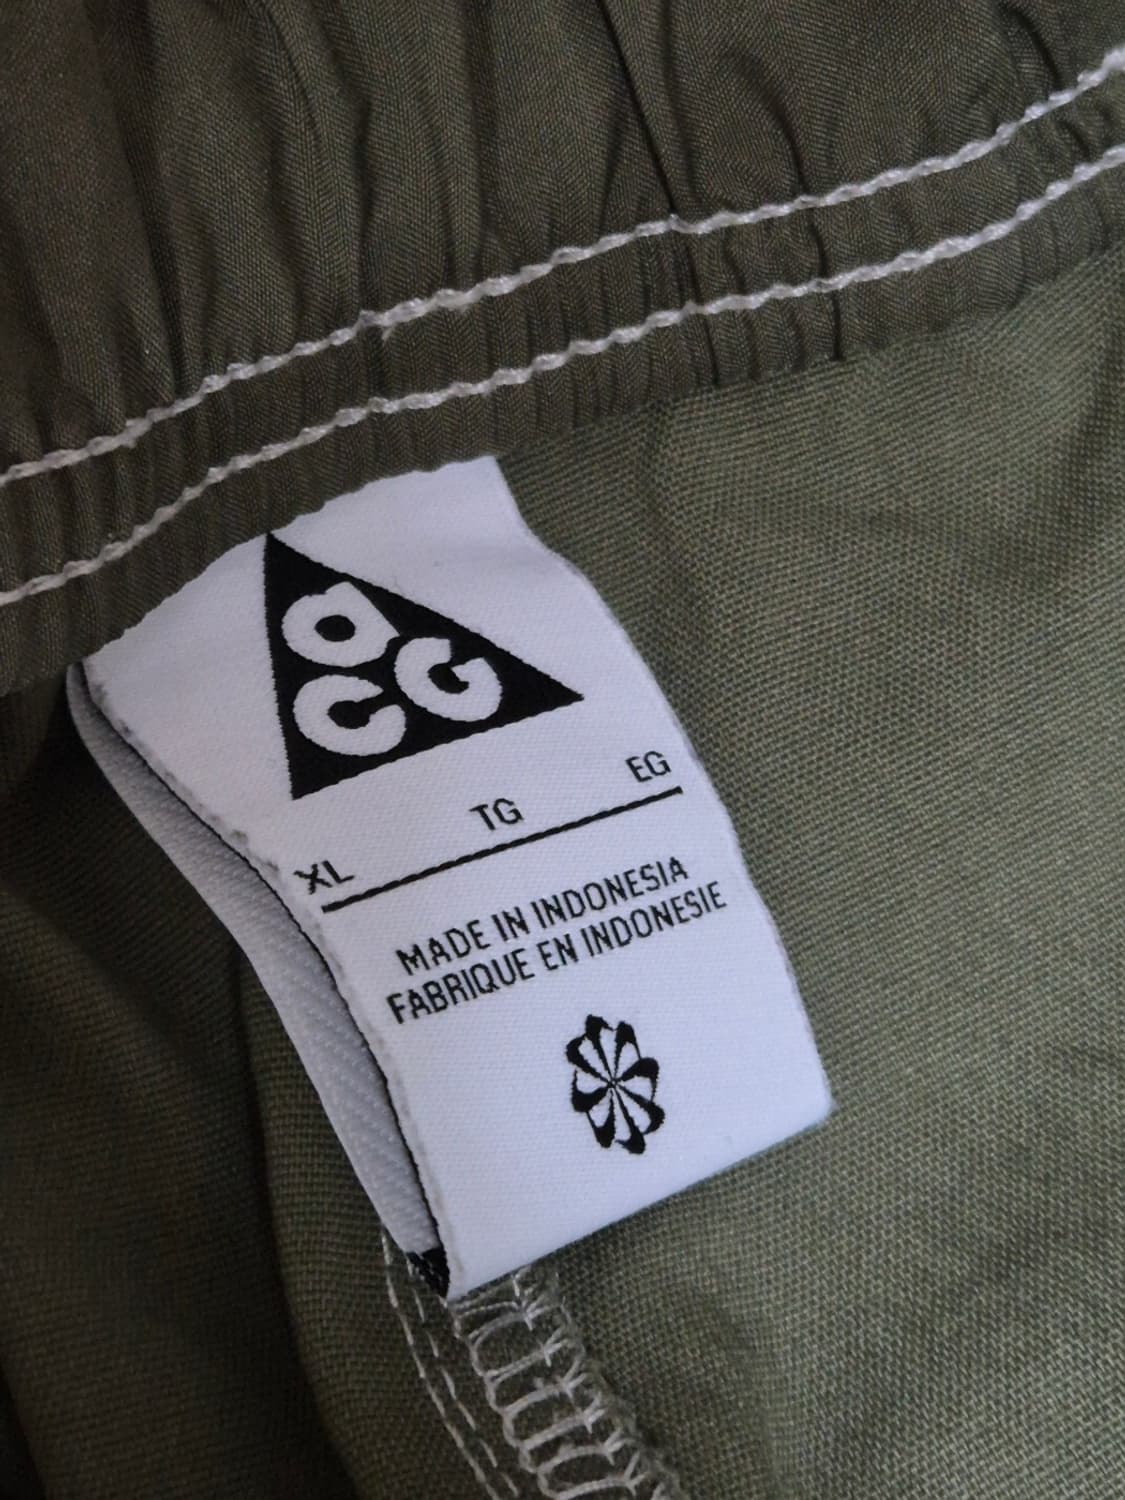 aCG
XL TG EG
MADE IN INDONESIA
FABRIQUE EN INDONESIE